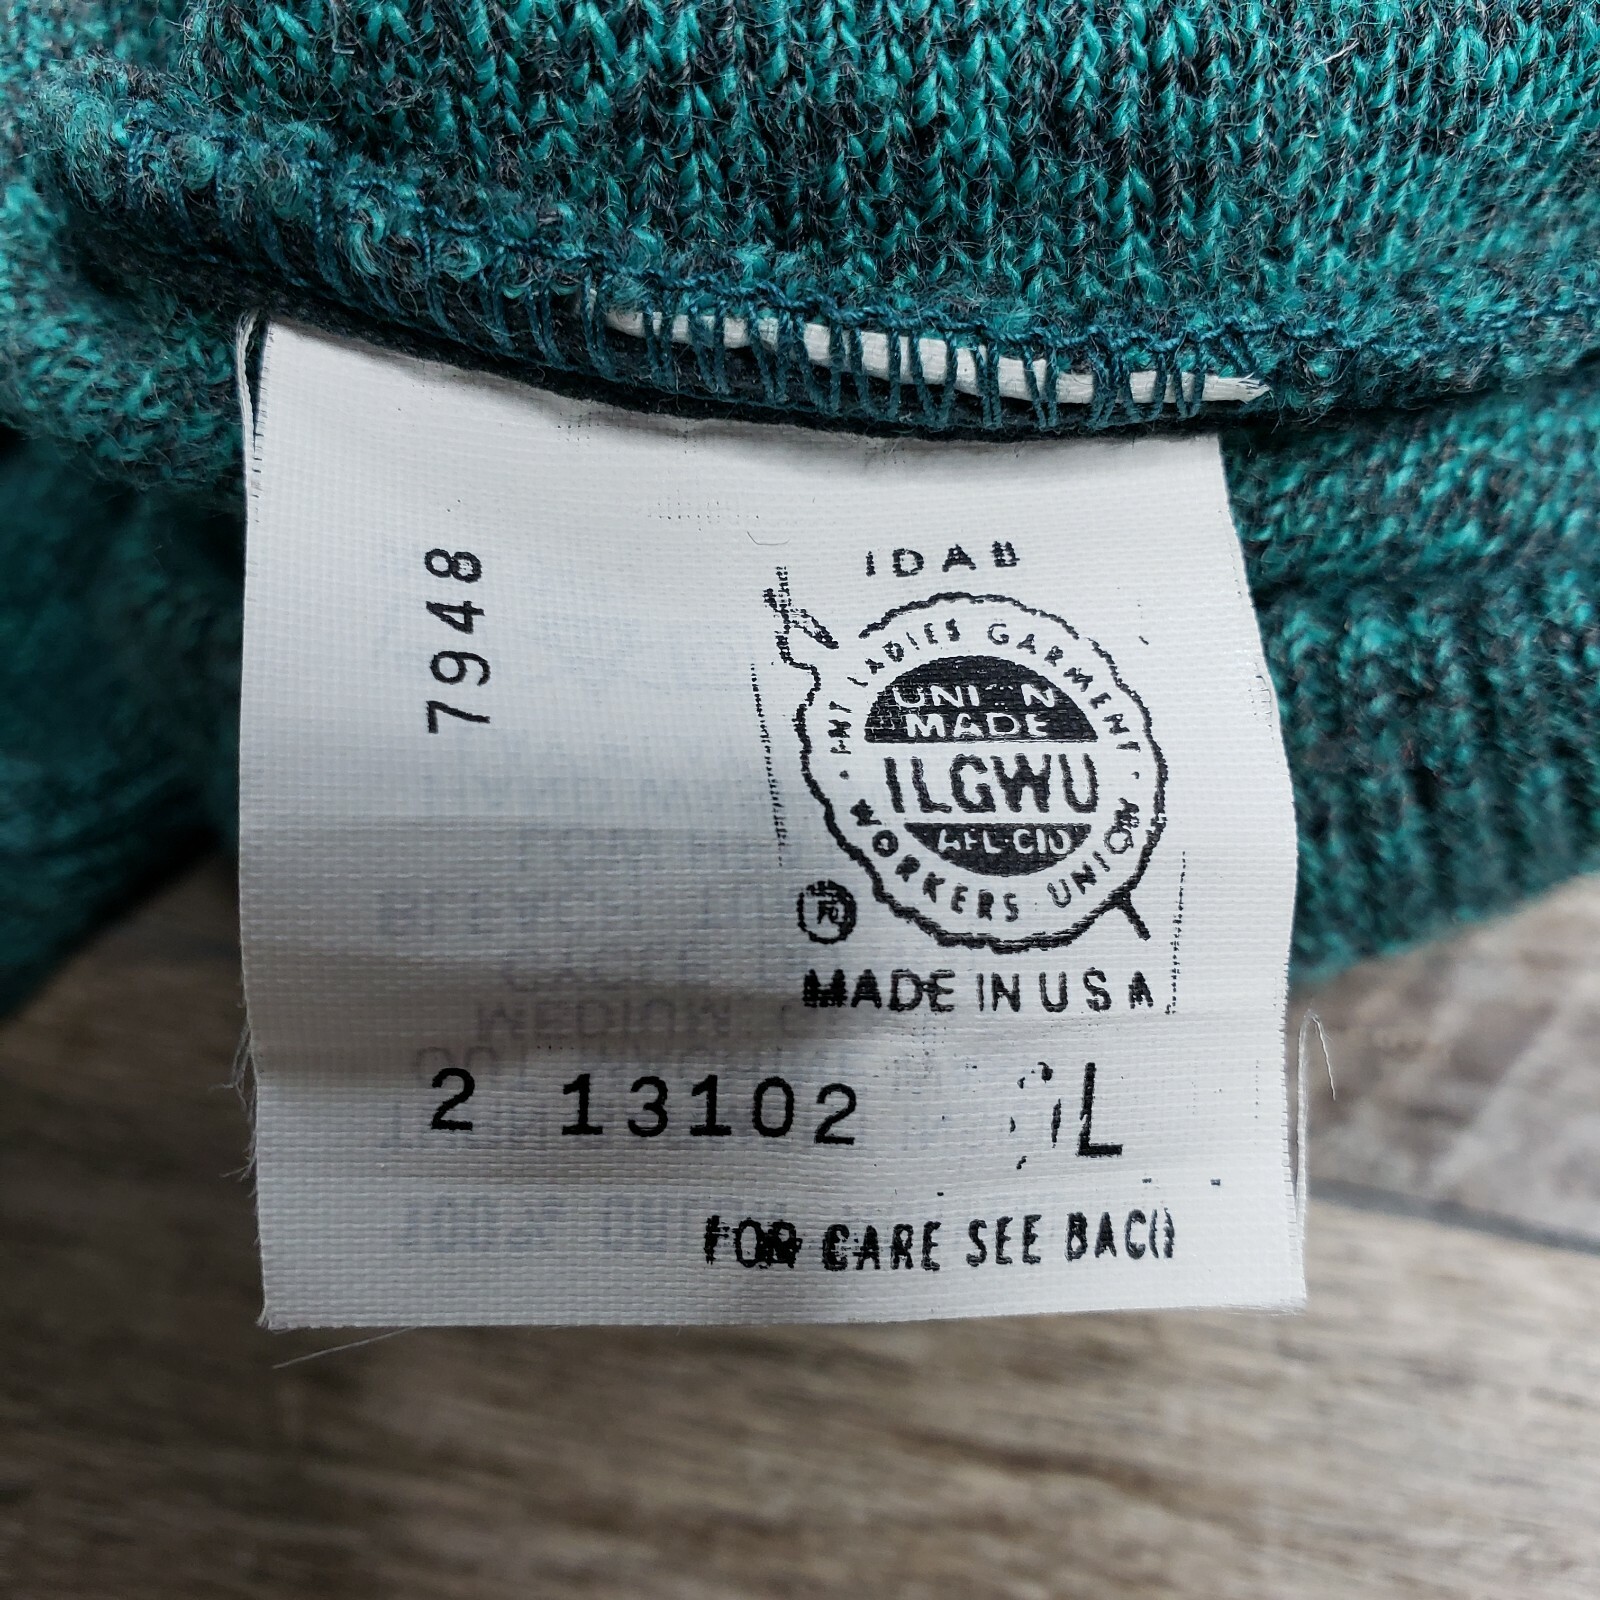 7948
IDAB
INT LADIES GARMENT
UNION
MADE
ILGWU
AFL-CIO
WORKERS UNION
®
MADE IN USA
2 13102 L
FOR CARE SEE BACK